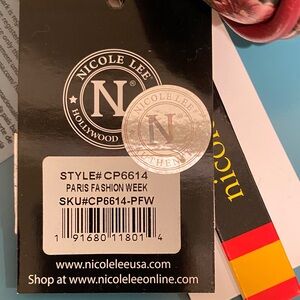 NICOLE LEE
N
®
HOLLYWOOD
NICOLE LEE
N
STYLE# CP6614
PARIS FASHION WEEK
SKU#CP6614-PFW
1 91680 11801 4
www.nicoleleeusa.com
Shop at www.nicoleleeonline.com
nicol